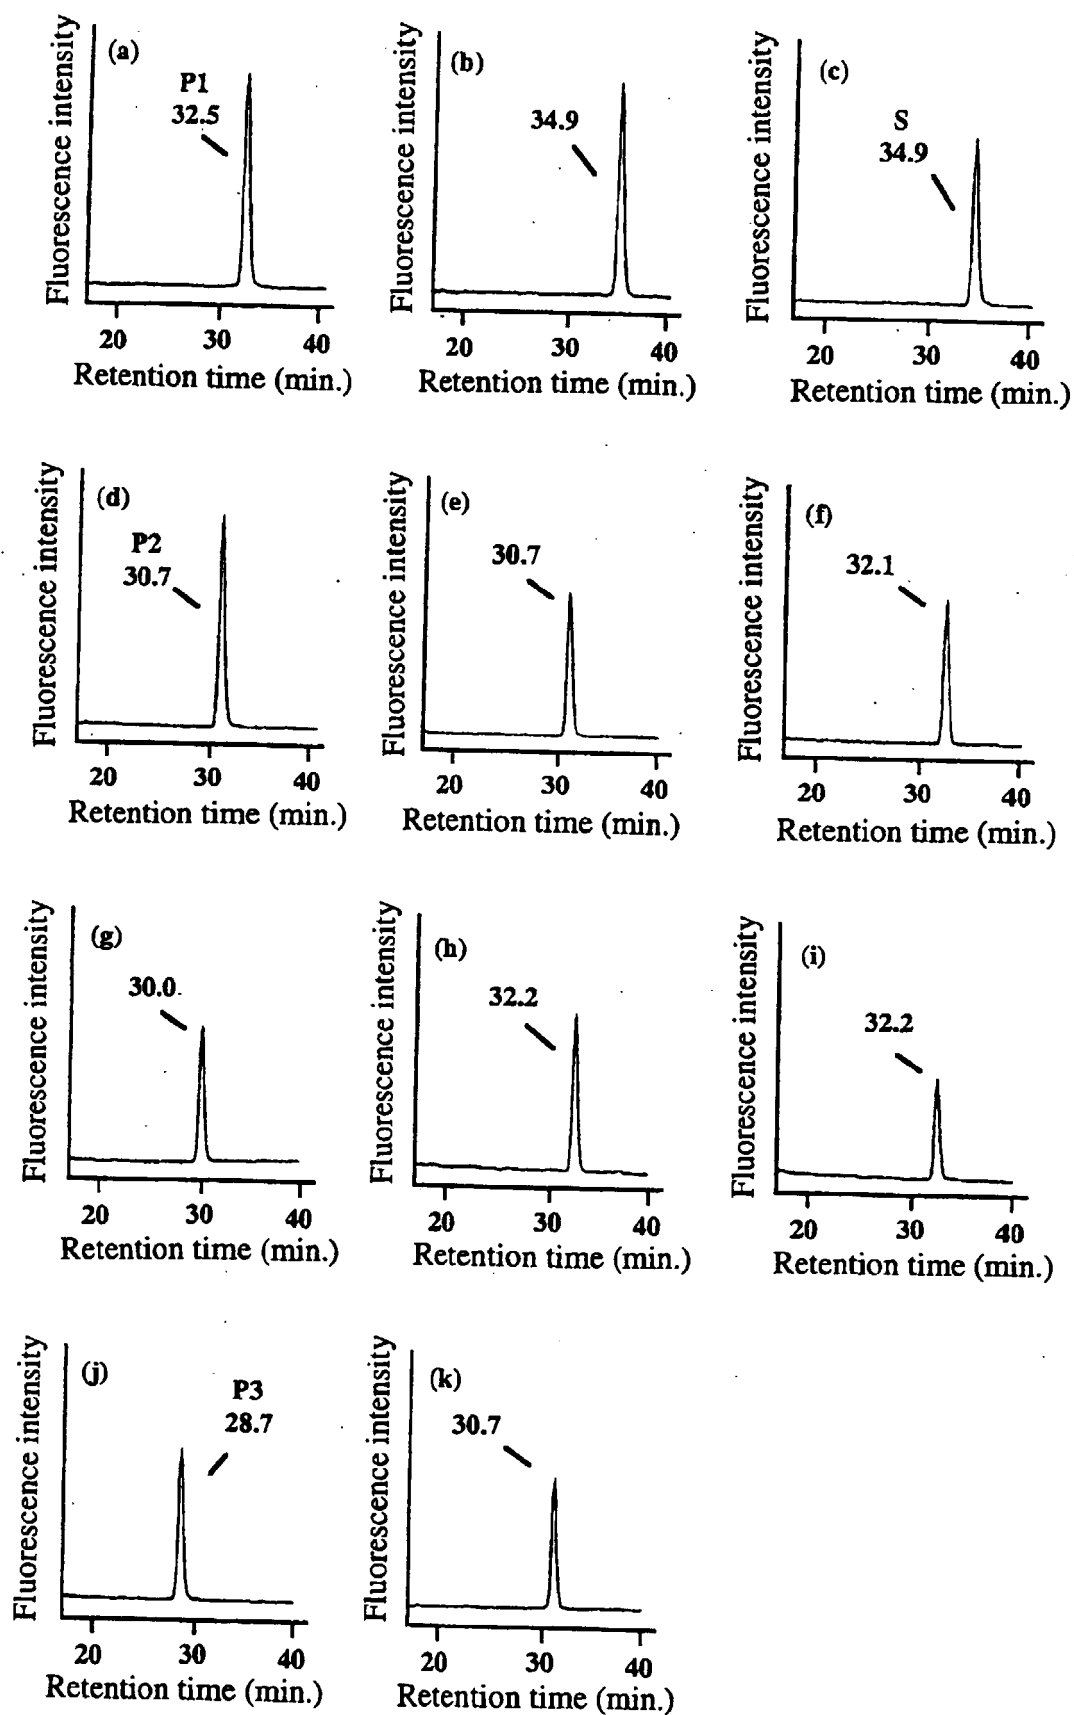 Fluorescence intensity
(a)
P1
32.5
20 30 40
Retention time (min.)
Fluorescence intensity
(b)
34.9
20 30 40
Retention time (min.)
Fluorescence intensity
(c)
S
34.9
20 30 40
Retention time (min.)
Fluorescence intensity
(d)
P2
30.7
20 30 40
Retention time (min.)
Fluorescence intensity
(e)
30.7
20 30 40
Retention time (min.)
Fluorescence intensity
(f)
32.1
20 30 40
Retention time (min.)
Fluorescence intensity
(g)
30.0
20 30 40
Retention time (min.)
Fluorescence intensity
(h)
32.2
20 30 40
Retention time (min.)
Fluorescence intensity
(i)
32.2
20 30 40
Retention time (min.)
Fluorescence intensity
(j)
P3
28.7
20 30 40
Retention time (min.)
Fluorescence intensity
(k)
30.7
20 30 40
Retention time (min.)